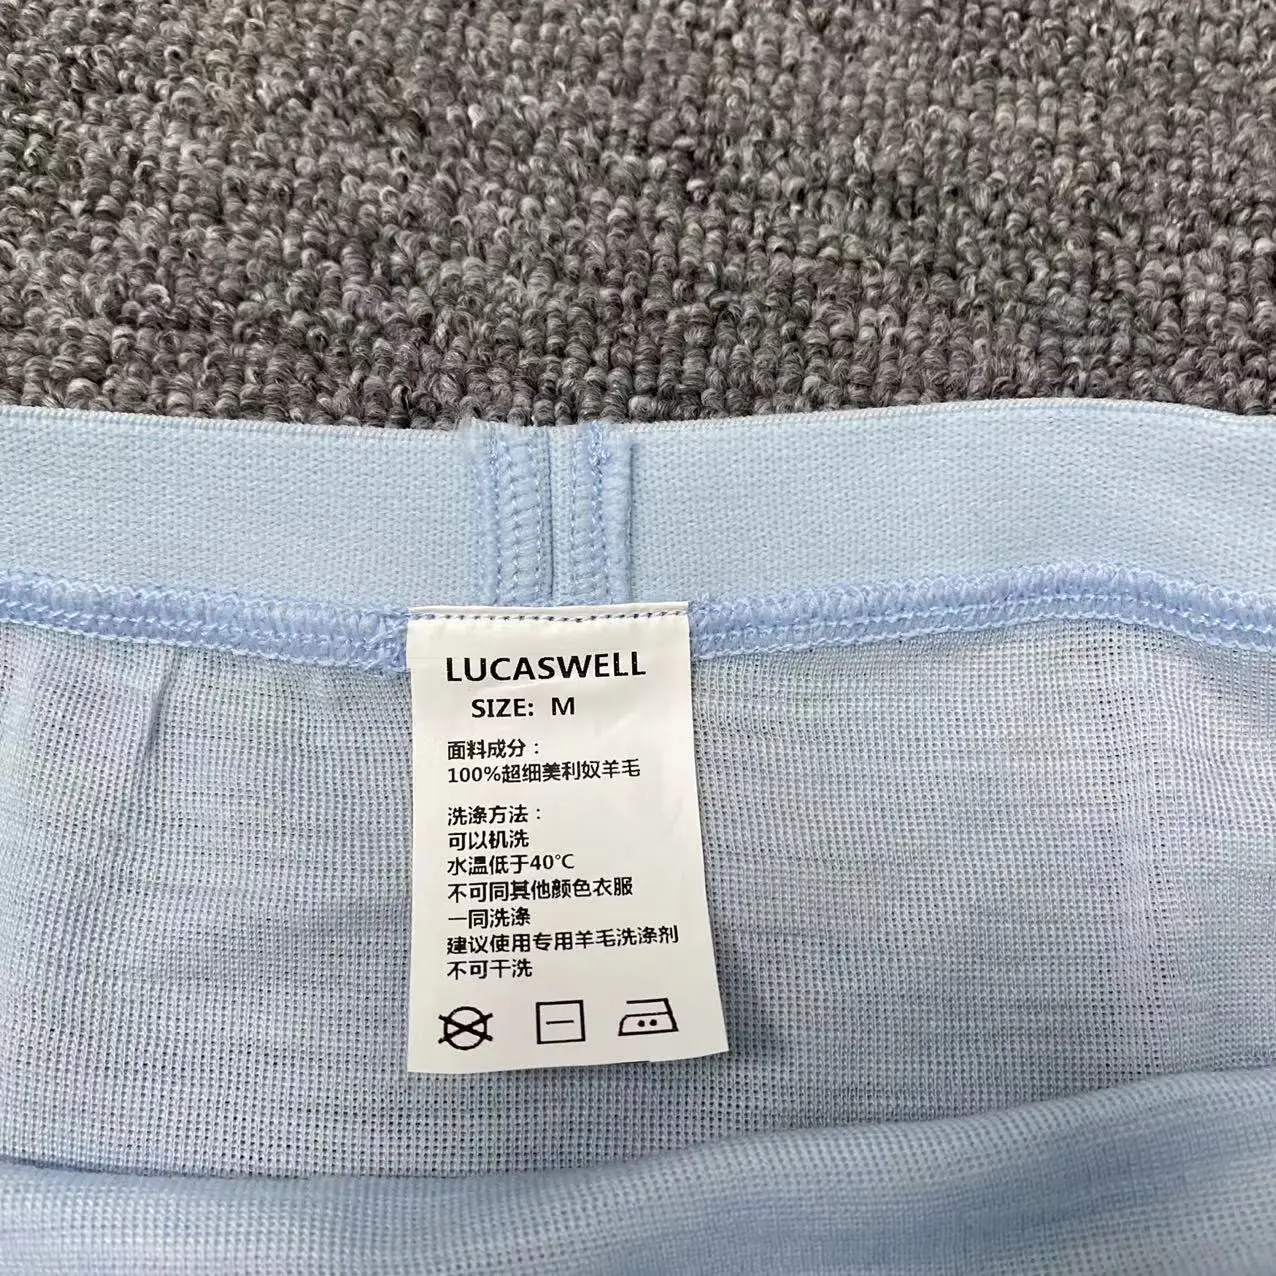 LUCASWELL
SIZE: M
面料成分：
100%超细美利奴羊毛
洗涤方法：
可以机洗
水温低于40℃
不可同其他颜色衣服
一同洗涤
建议使用专用羊毛洗涤剂
不可干洗